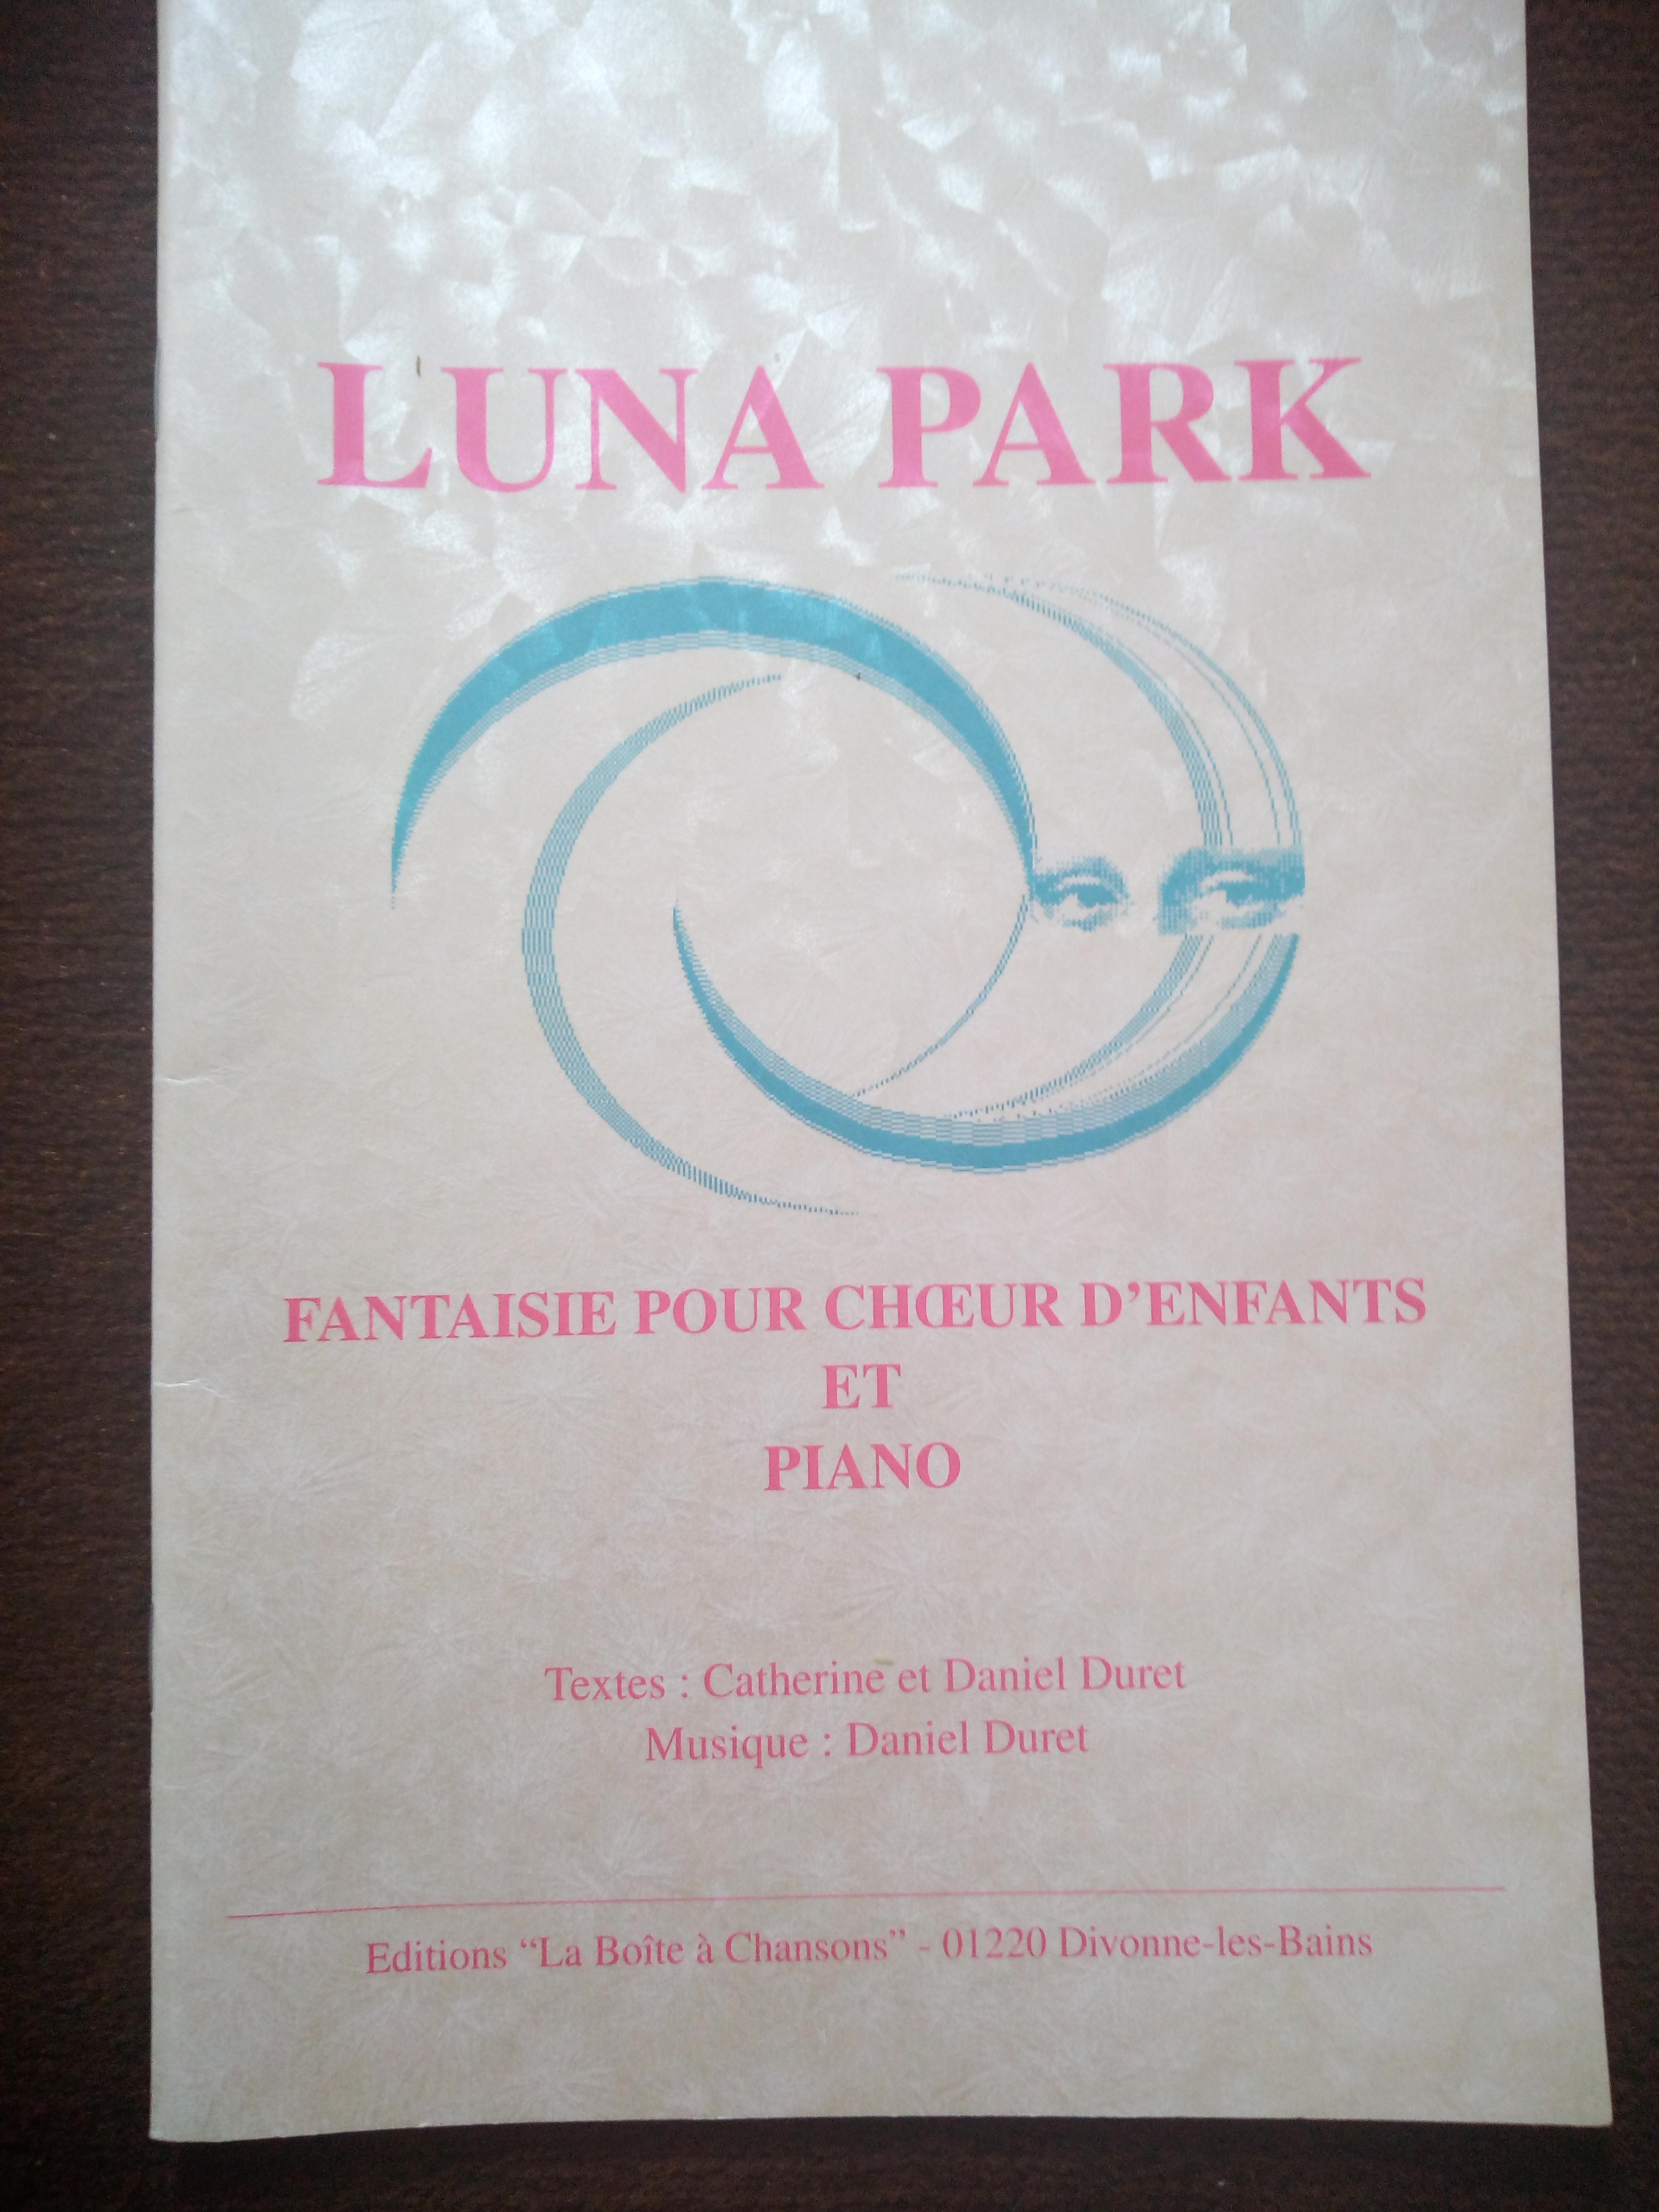 LUNA PARK
FANTAISIE POUR CHŒUR D'ENFANTS
ET
PIANO
Textes : Catherine et Daniel Duret
Musique : Daniel Duret
Editions “La Boîte à Chansons” - 01220 Divonne-les-Bains